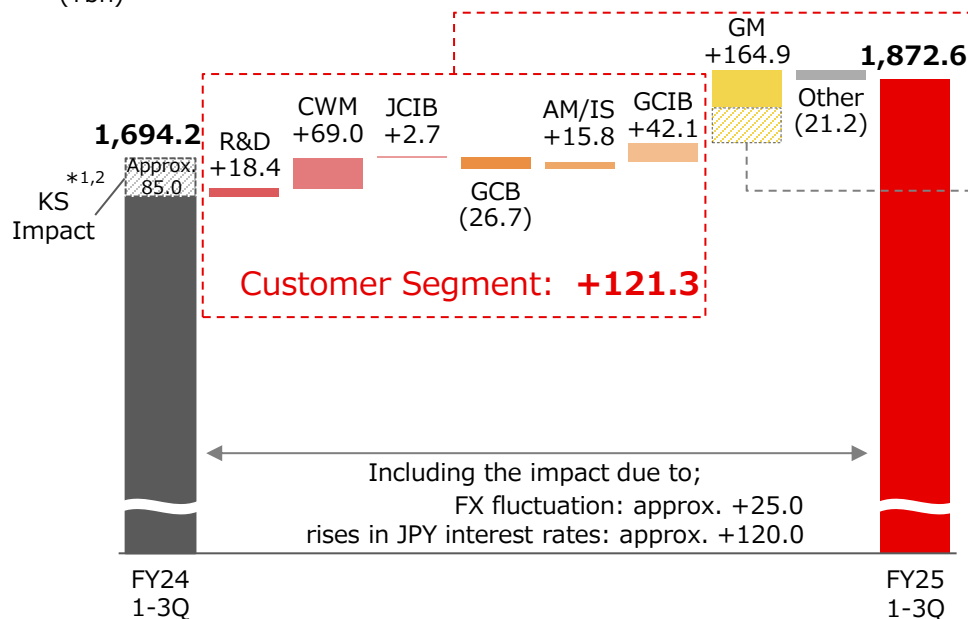 1,694.2
Approx.
85.0
*1,2
KS
Impact
R&D
+18.4
CWM
+69.0
JCIB
+2.7
GCB
(26.7)
AM/IS
+15.8
GCIB
+42.1
GM
+164.9
Other
(21.2)
1,872.6
Customer Segment: +121.3
Including the impact due to;
FX fluctuation: approx. +25.0
rises in JPY interest rates: approx. +120.0
FY24
1-3Q
FY25
1-3Q